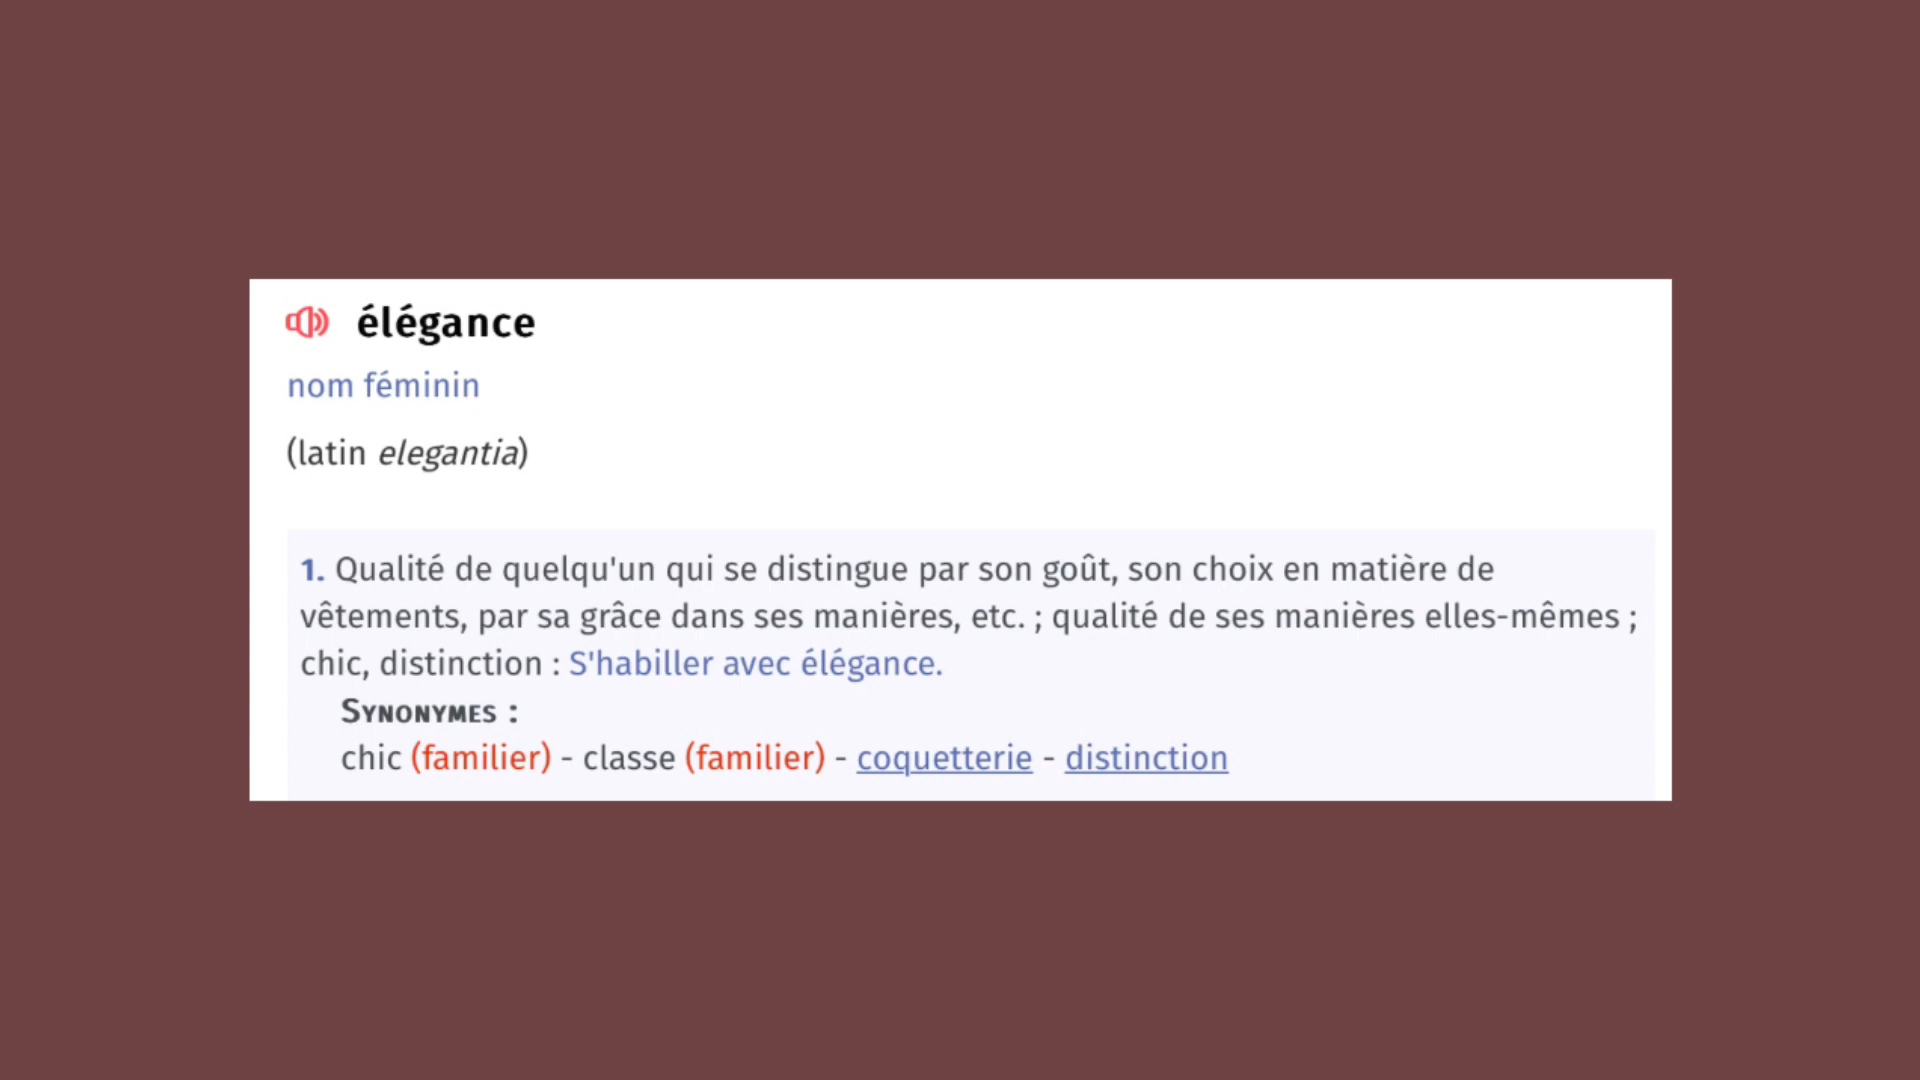 élégance
nom féminin
(latin elegantia)
1. Qualité de quelqu'un qui se distingue par son goût, son choix en matière de
vêtements, par sa grâce dans ses manières, etc. ; qualité de ses manières elles-mêmes ;
chic, distinction : S'habiller avec élégance.
SYNONYMES :
chic (familier) - classe (familier) - coquetterie - distinction